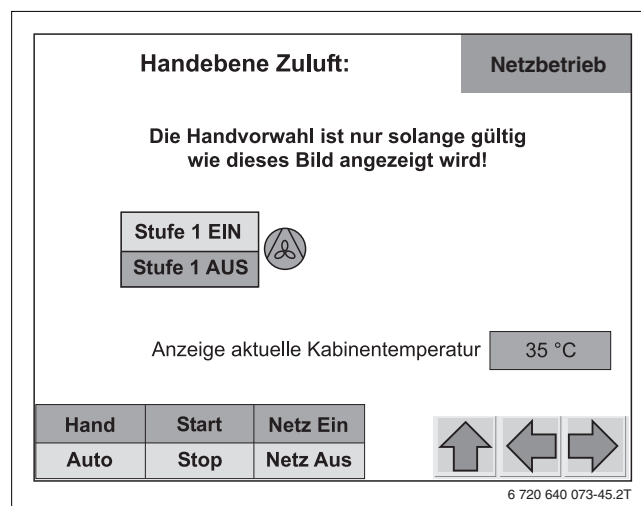 Handebene Zuluft:
Netzbetrieb
Die Handvorwahl ist nur solange gültig
wie dieses Bild angezeigt wird!
Stufe 1 EIN
Stufe 1 AUS
Anzeige aktuelle Kabinentemperatur 35 °C
Hand Start Netz Ein
Auto Stop Netz Aus
6 720 640 073-45.2T